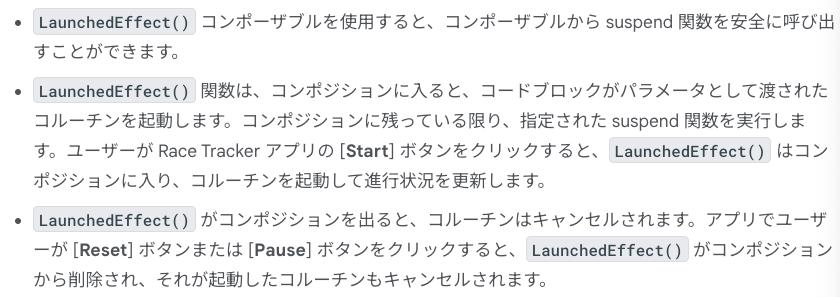 • LaunchedEffect() コンポーザブルを使用すると、コンポーザブルから suspend 関数を安全に呼び出
すことができます。
• LaunchedEffect() 関数は、コンポジションに入ると、コードブロックがパラメータとして渡された
コルーチンを起動します。コンポジションに残っている限り、指定された suspend 関数を実行しま
す。ユーザーが Race Tracker アプリの [Start] ボタンをクリックすると、 LaunchedEffect() はコン
ポジションに入り、コルーチンを起動して進行状況を更新します。
• LaunchedEffect() がコンポジションを出ると、コルーチンはキャンセルされます。アプリでユーザ
ーが [Reset] ボタンまたは [Pause] ボタンをクリックすると、 LaunchedEffect() がコンポジション
から削除され、それが起動したコルーチンもキャンセルされます。